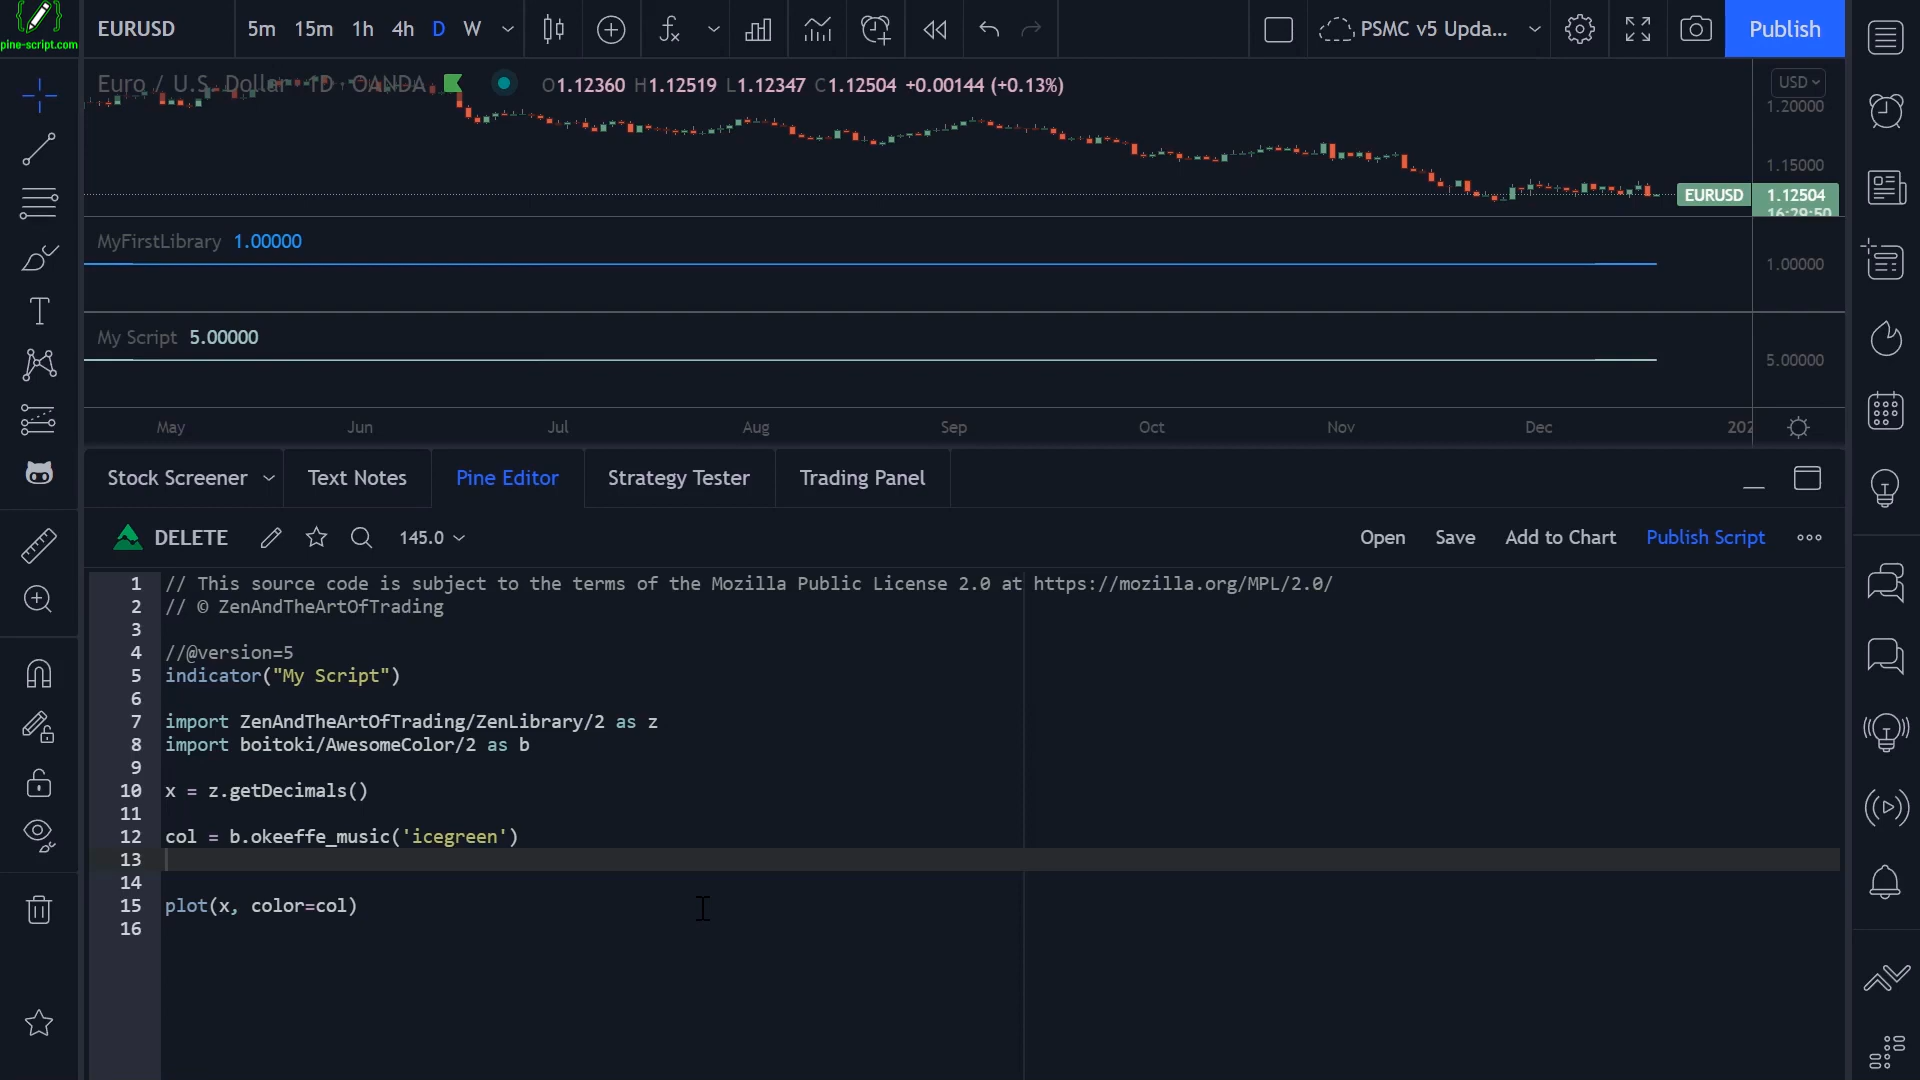 pine-script.com
EURUSD 5m 15m 1h 4h D W PSMC v5 Upda... Publish
Euro / U.S. Dollar · 1D · OANDA O1.12360 H1.12519 L1.12347 C1.12504 +0.00144 (+0.13%)
USD
1.20000
1.15000
EURUSD 1.12504
16:29:50
MyFirstLibrary 1.00000
1.00000
My Script 5.00000
5.00000
May Jun Jul Aug Sep Oct Nov Dec 202
Stock Screener Text Notes Pine Editor Strategy Tester Trading Panel
DELETE 145.0 Open Save Add to Chart Publish Script
1 // This source code is subject to the terms of the Mozilla Public License 2.0 at https://mozilla.org/MPL/2.0/
2 // © ZenAndTheArtOfTrading
3
4 //@version=5
5 indicator("My Script")
6
7 import ZenAndTheArtOfTrading/ZenLibrary/2 as z
8 import boitoki/AwesomeColor/2 as b
9
10 x = z.getDecimals()
11
12 col = b.okeeffe_music('icegreen')
13
14
15 plot(x, color=col)
16